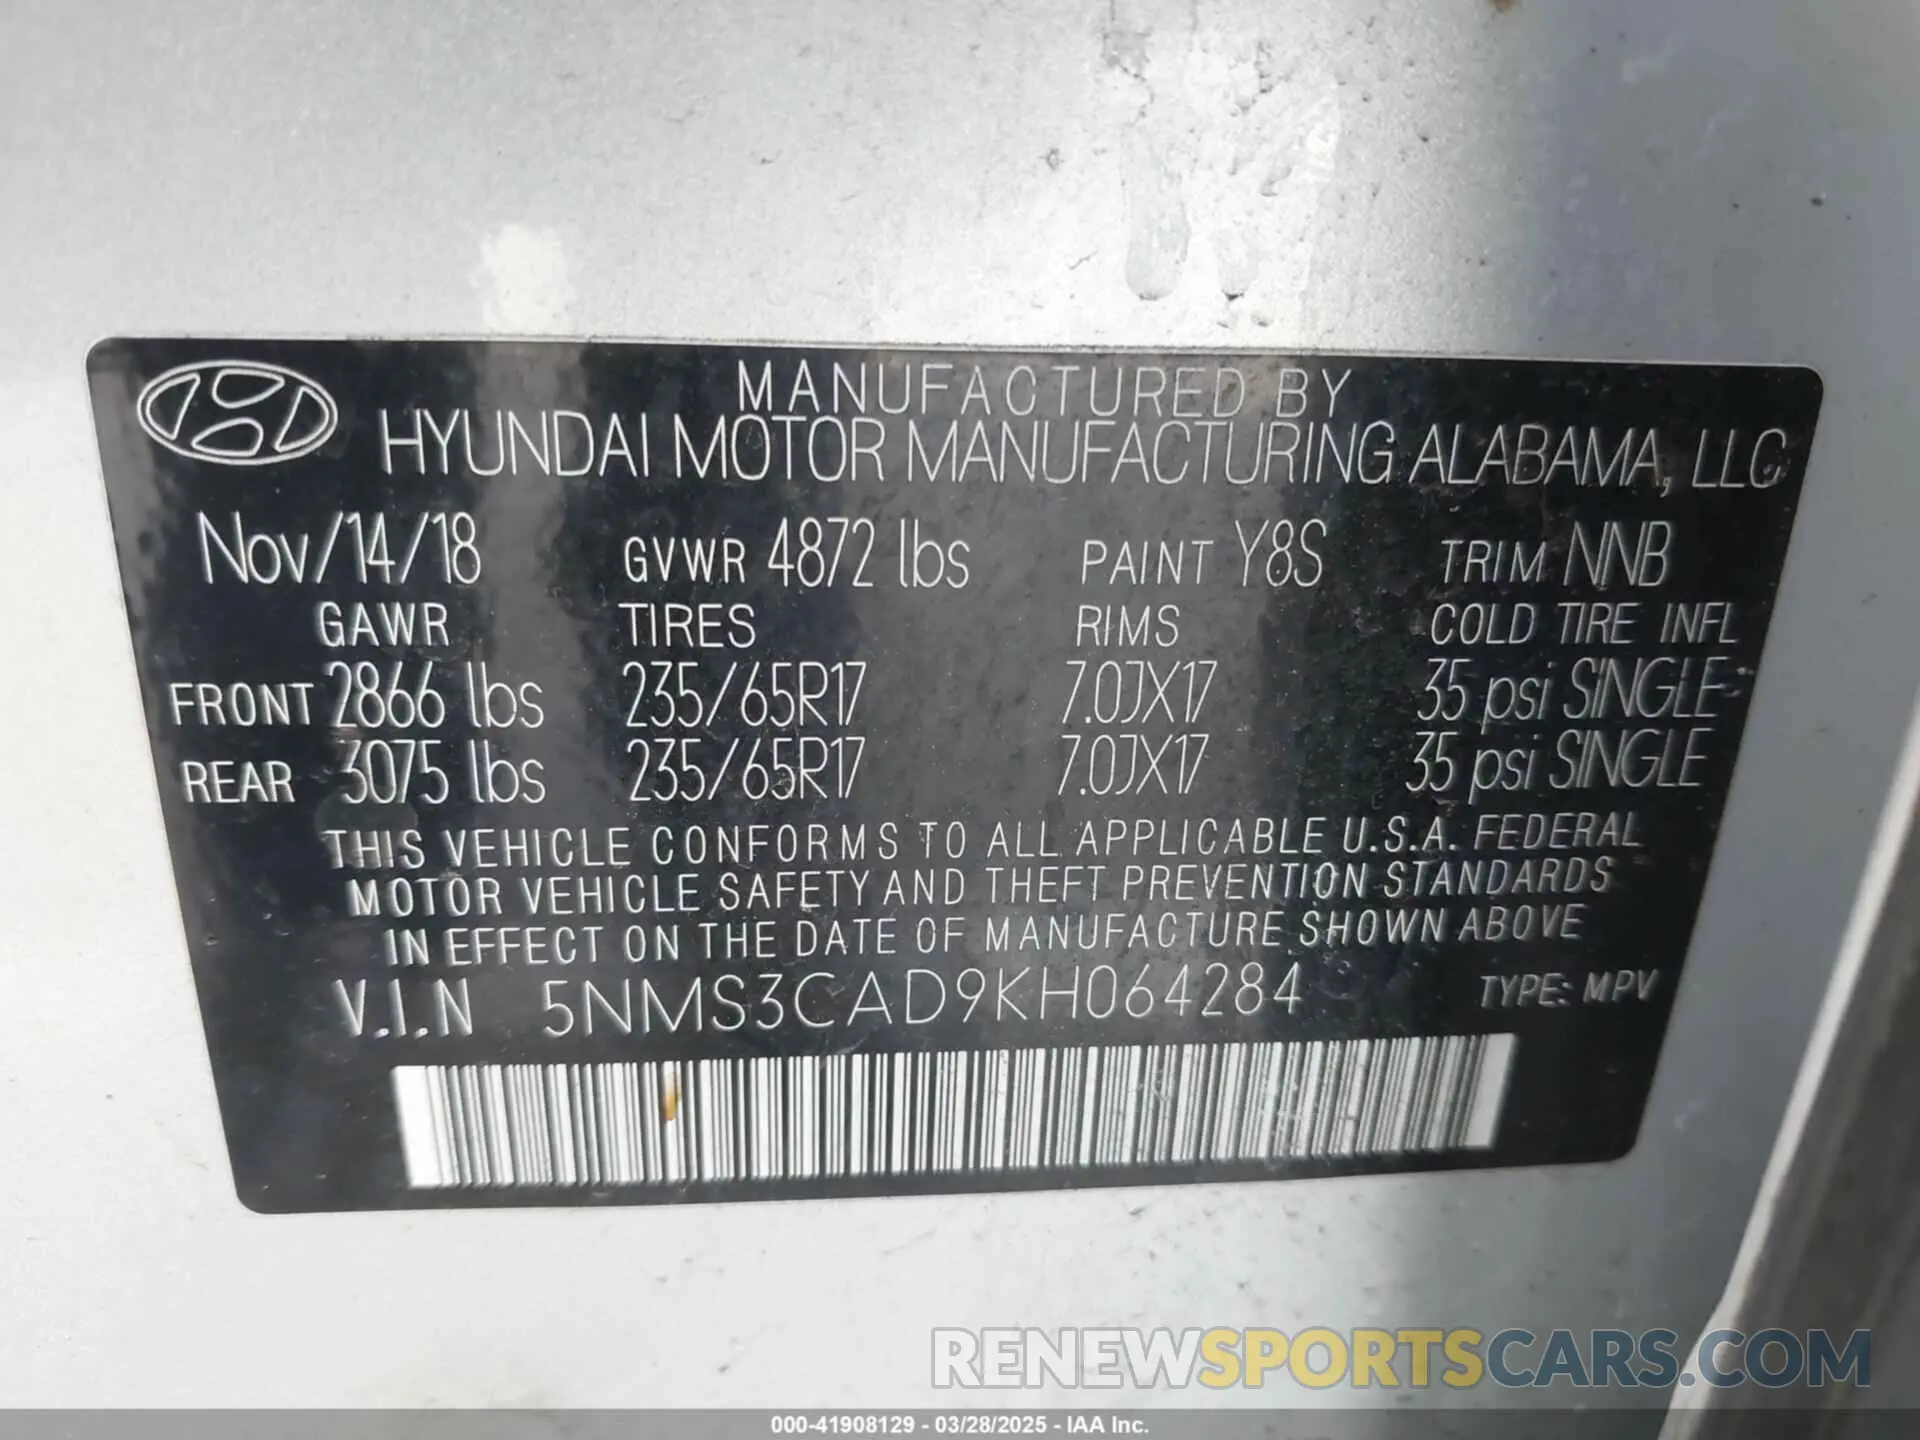 MANUFACTURED BY
HYUNDAI MOTOR MANUFACTURING ALABAMA, LLC
Nov/14/18 GVWR 4872 lbs PAINT Y8S TRIM NNB
GAWR TIRES RIMS COLD TIRE INFL
FRONT 2866 lbs 235/65R17 7.0JX17 35 psi SINGLE
REAR 3075 lbs 235/65R17 7.0JX17 35 psi SINGLE
THIS VEHICLE CONFORMS TO ALL APPLICABLE U.S.A. FEDERAL
MOTOR VEHICLE SAFETY AND THEFT PREVENTION STANDARDS
IN EFFECT ON THE DATE OF MANUFACTURE SHOWN ABOVE
V.I.N 5NMS3CAD9KH064284 TYPE: MPV
RENEWSPORTSCARS.COM
000-41908129 - 03/28/2025 - IAA Inc.